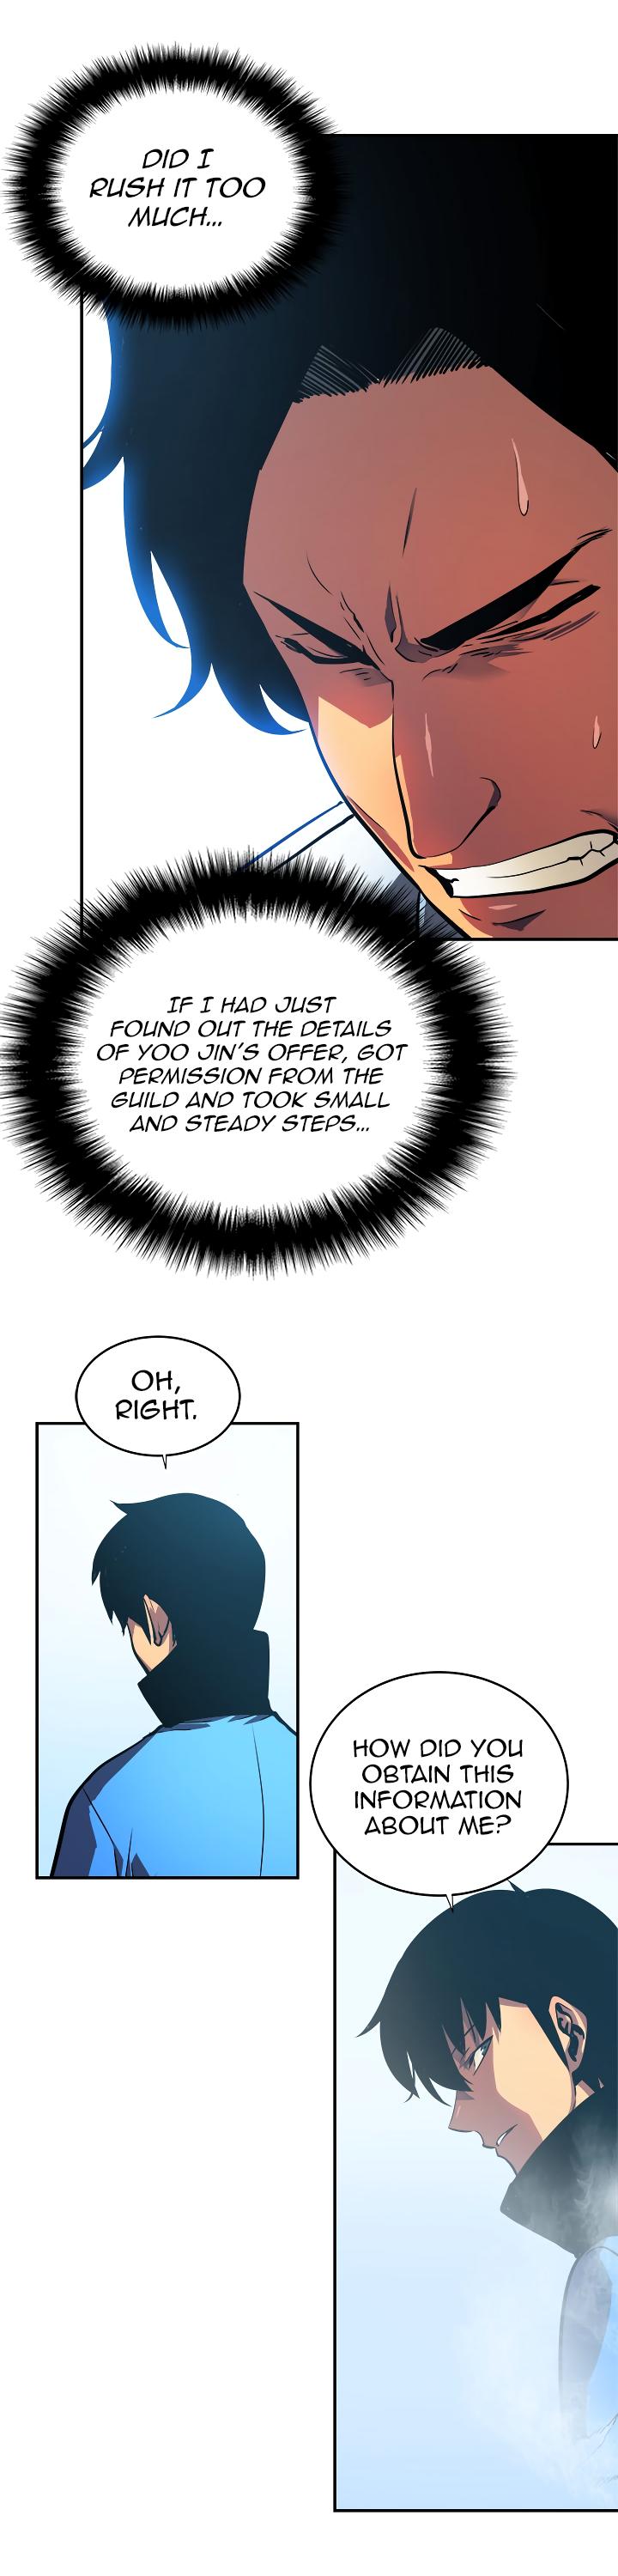 DID I
RUSH IT TOO
MUCH...
IF I HAD JUST
FOUND OUT THE DETAILS
OF YOO JIN'S OFFER, GOT
PERMISSION FROM THE
GUILD AND TOOK SMALL
AND STEADY STEPS...
OH,
RIGHT.
HOW DID YOU
OBTAIN THIS
INFORMATION
ABOUT ME?